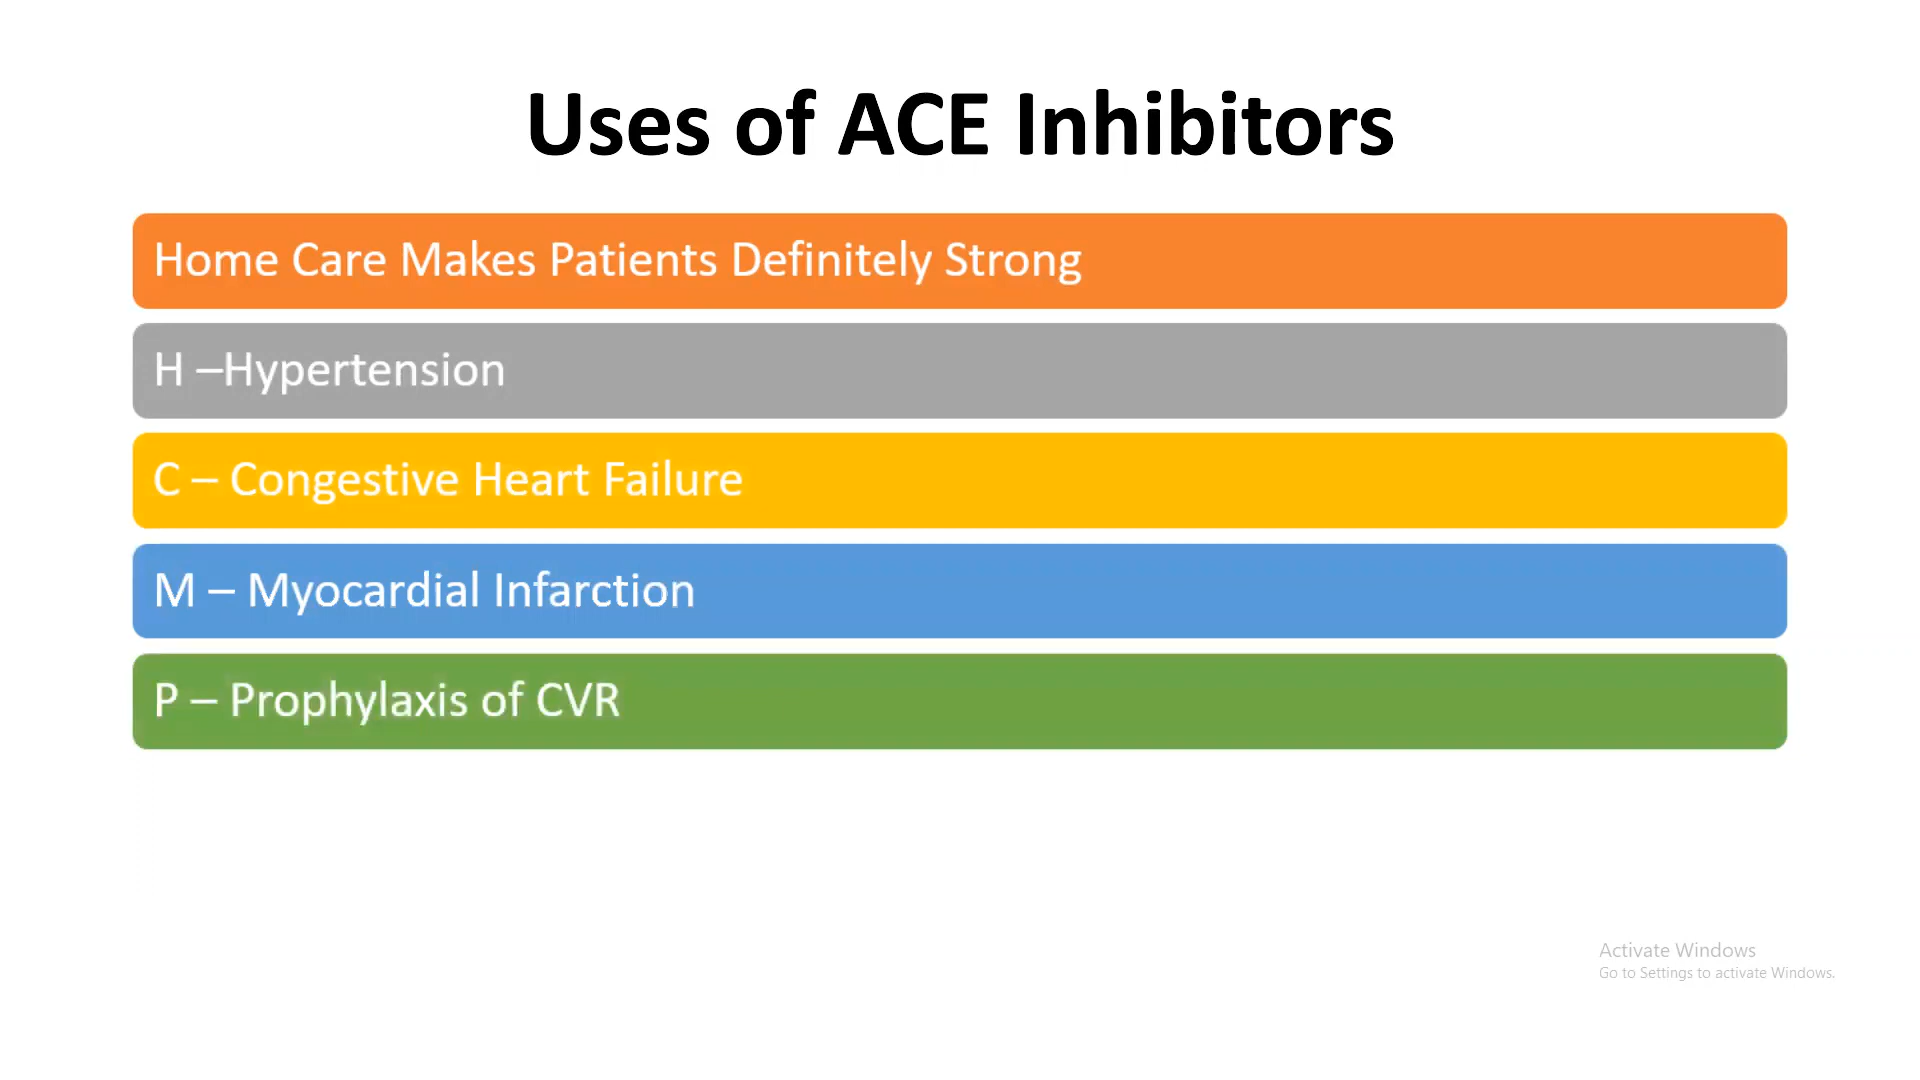 Uses of ACE Inhibitors
Home Care Makes Patients Definitely Strong
H –Hypertension
C – Congestive Heart Failure
M – Myocardial Infarction
P – Prophylaxis of CVR
Activate Windows
Go to Settings to activate Windows.